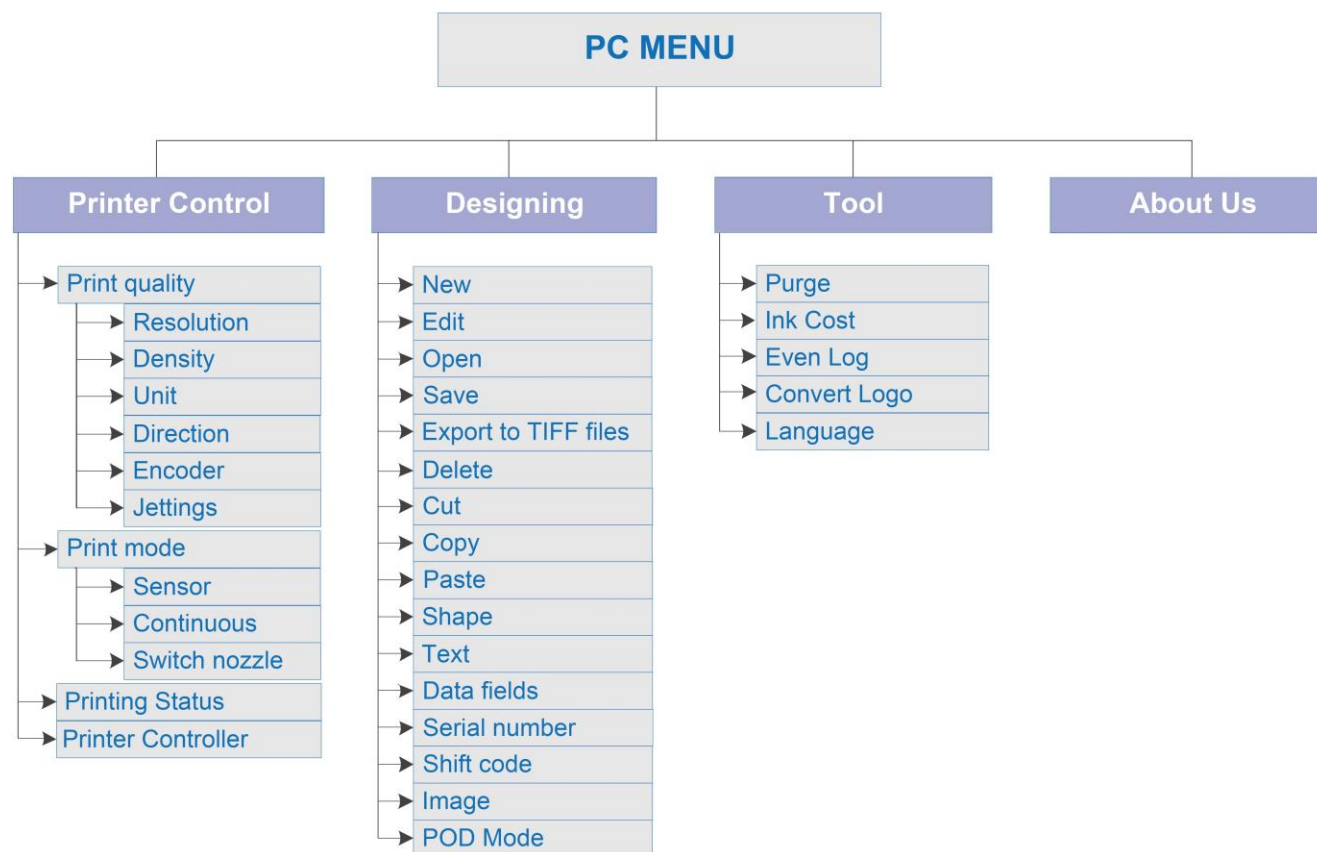 PC MENU
Printer Control
Print quality
Resolution
Density
Unit
Direction
Encoder
Jettings
Print mode
Sensor
Continuous
Switch nozzle
Printing Status
Printer Controller
Designing
New
Edit
Open
Save
Export to TIFF files
Delete
Cut
Copy
Paste
Shape
Text
Data fields
Serial number
Shift code
Image
POD Mode
Tool
Purge
Ink Cost
Even Log
Convert Logo
Language
About Us